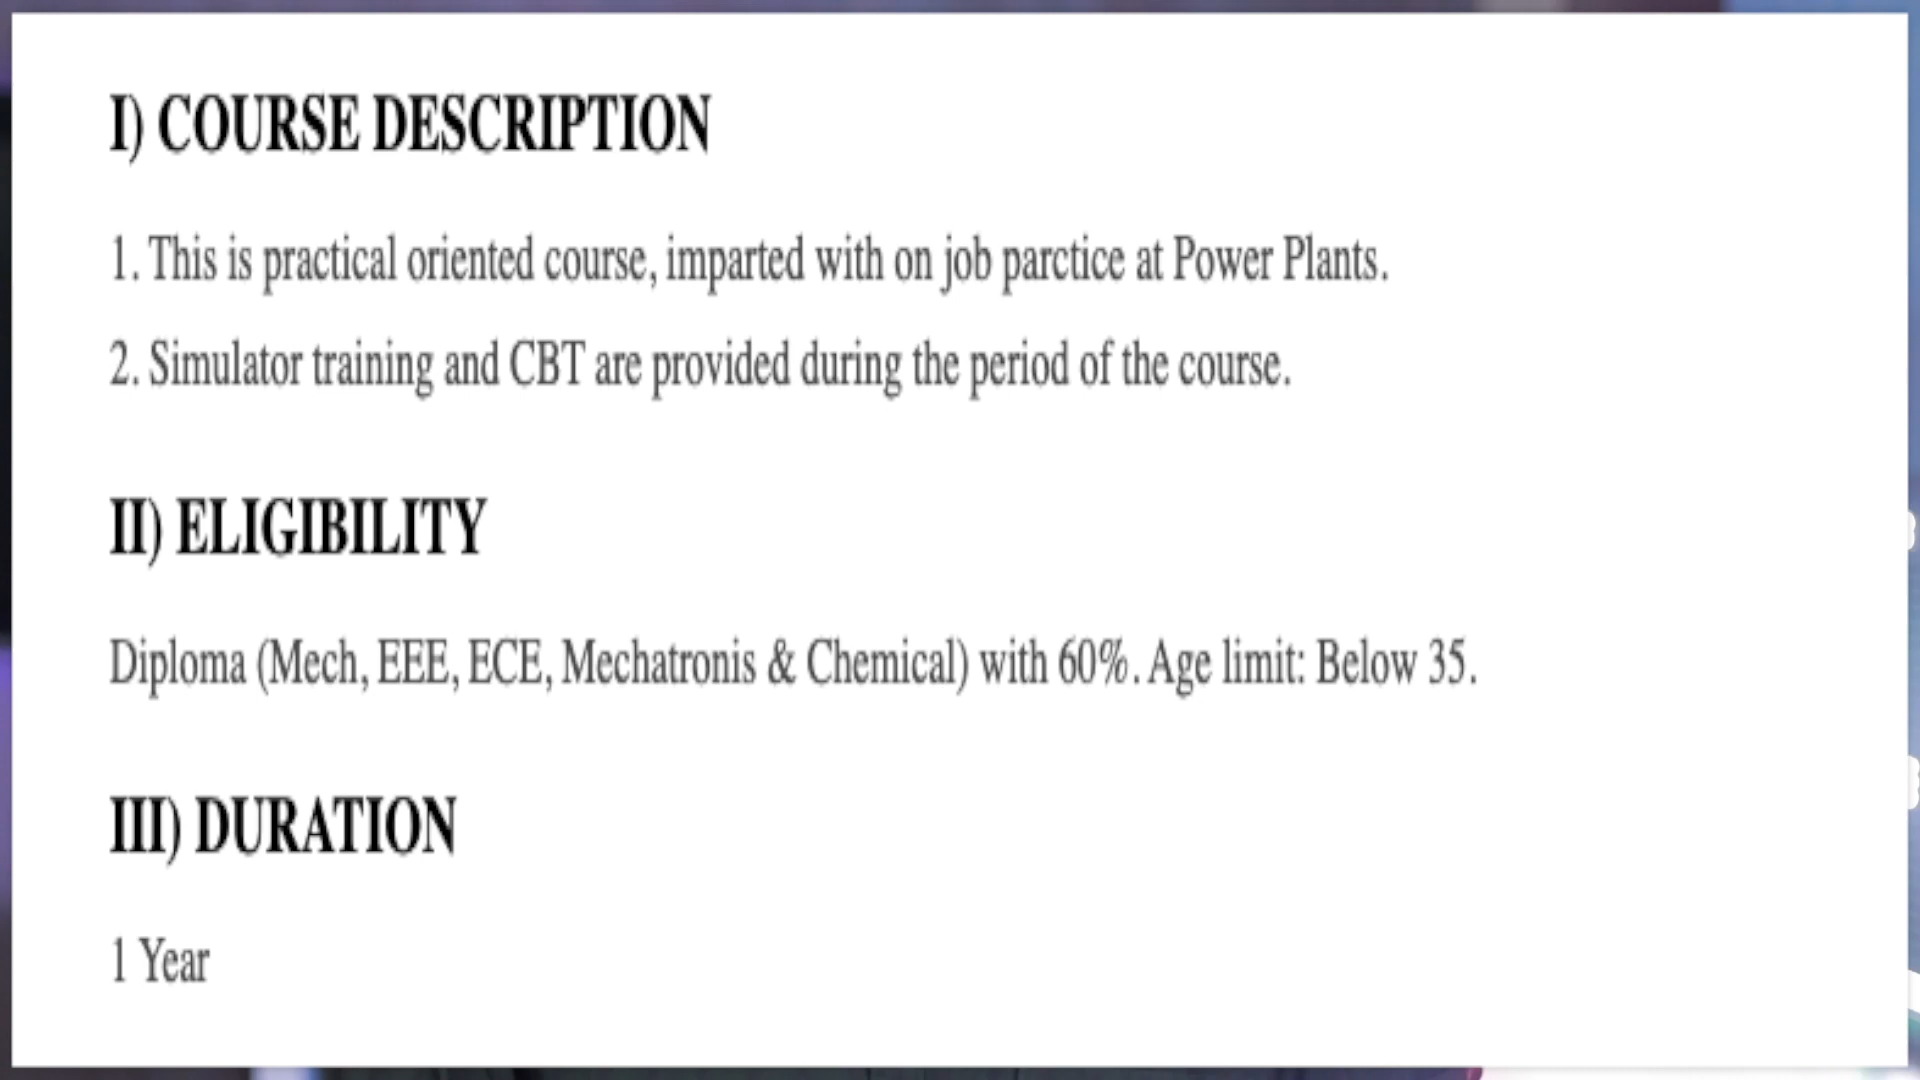 I) COURSE DESCRIPTION
1. This is practical oriented course, imparted with on job parctice at Power Plants.
2. Simulator training and CBT are provided during the period of the course.
II) ELIGIBILITY
Diploma (Mech, EEE, ECE, Mechatronis & Chemical) with 60%. Age limit: Below 35.
III) DURATION
1 Year